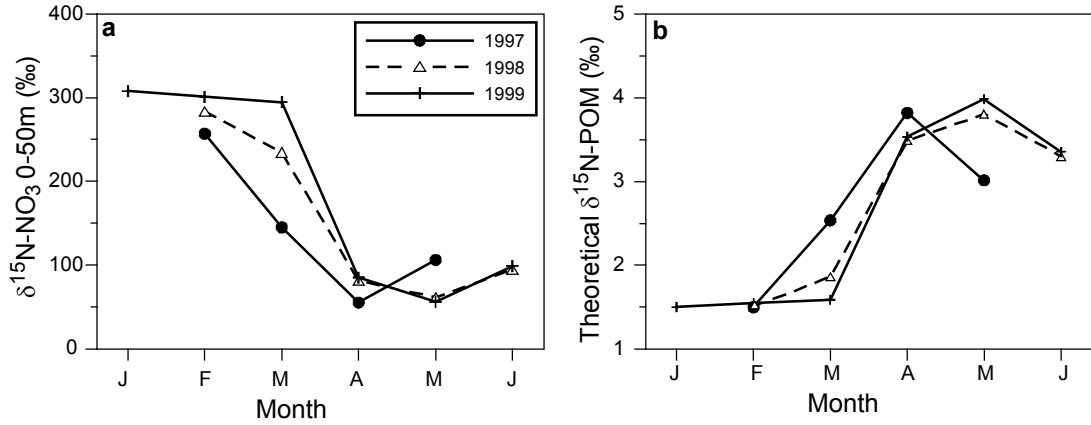 a
δ¹⁵N-NO₃ 0-50m (‰)
400
300
200
100
0
1997
1998
1999
J F M A M J
Month
b
Theoretical δ¹⁵N-POM (‰)
5
4
3
2
1
J F M A M J
Month